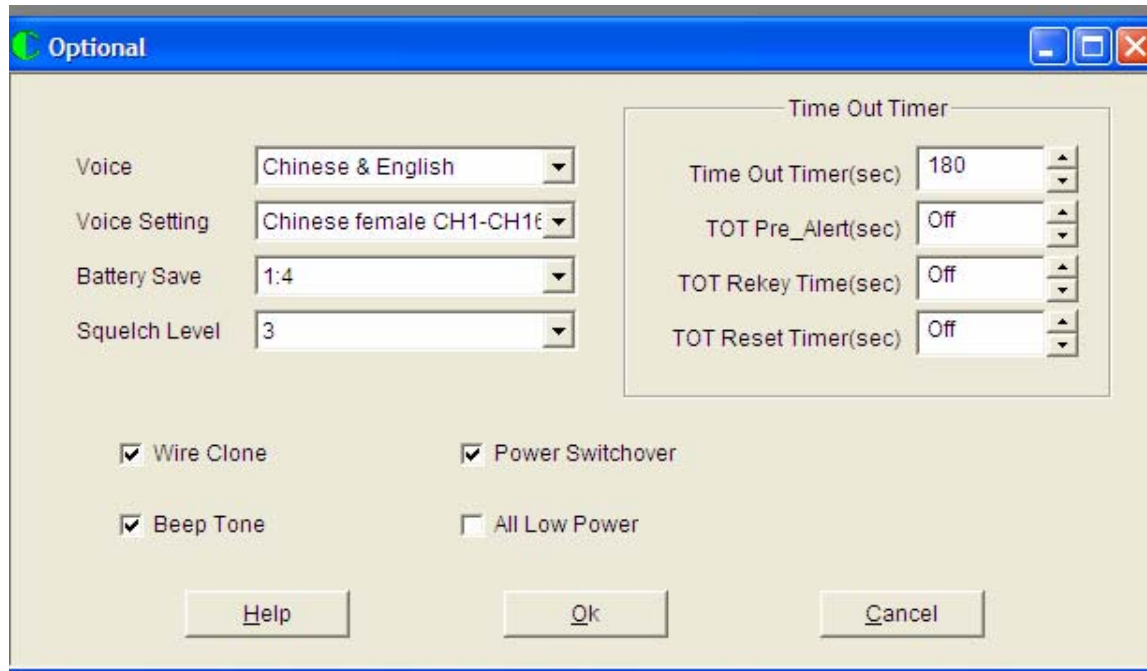 Optional
Voice
Chinese & English
Voice Setting
Chinese female CH1-CH16
Battery Save
1:4
Squelch Level
3
Time Out Timer
Time Out Timer(sec)
180
TOT Pre_Alert(sec)
Off
TOT Rekey Time(sec)
Off
TOT Reset Timer(sec)
Off
Wire Clone
Power Switchover
Beep Tone
All Low Power
Help
Ok
Cancel